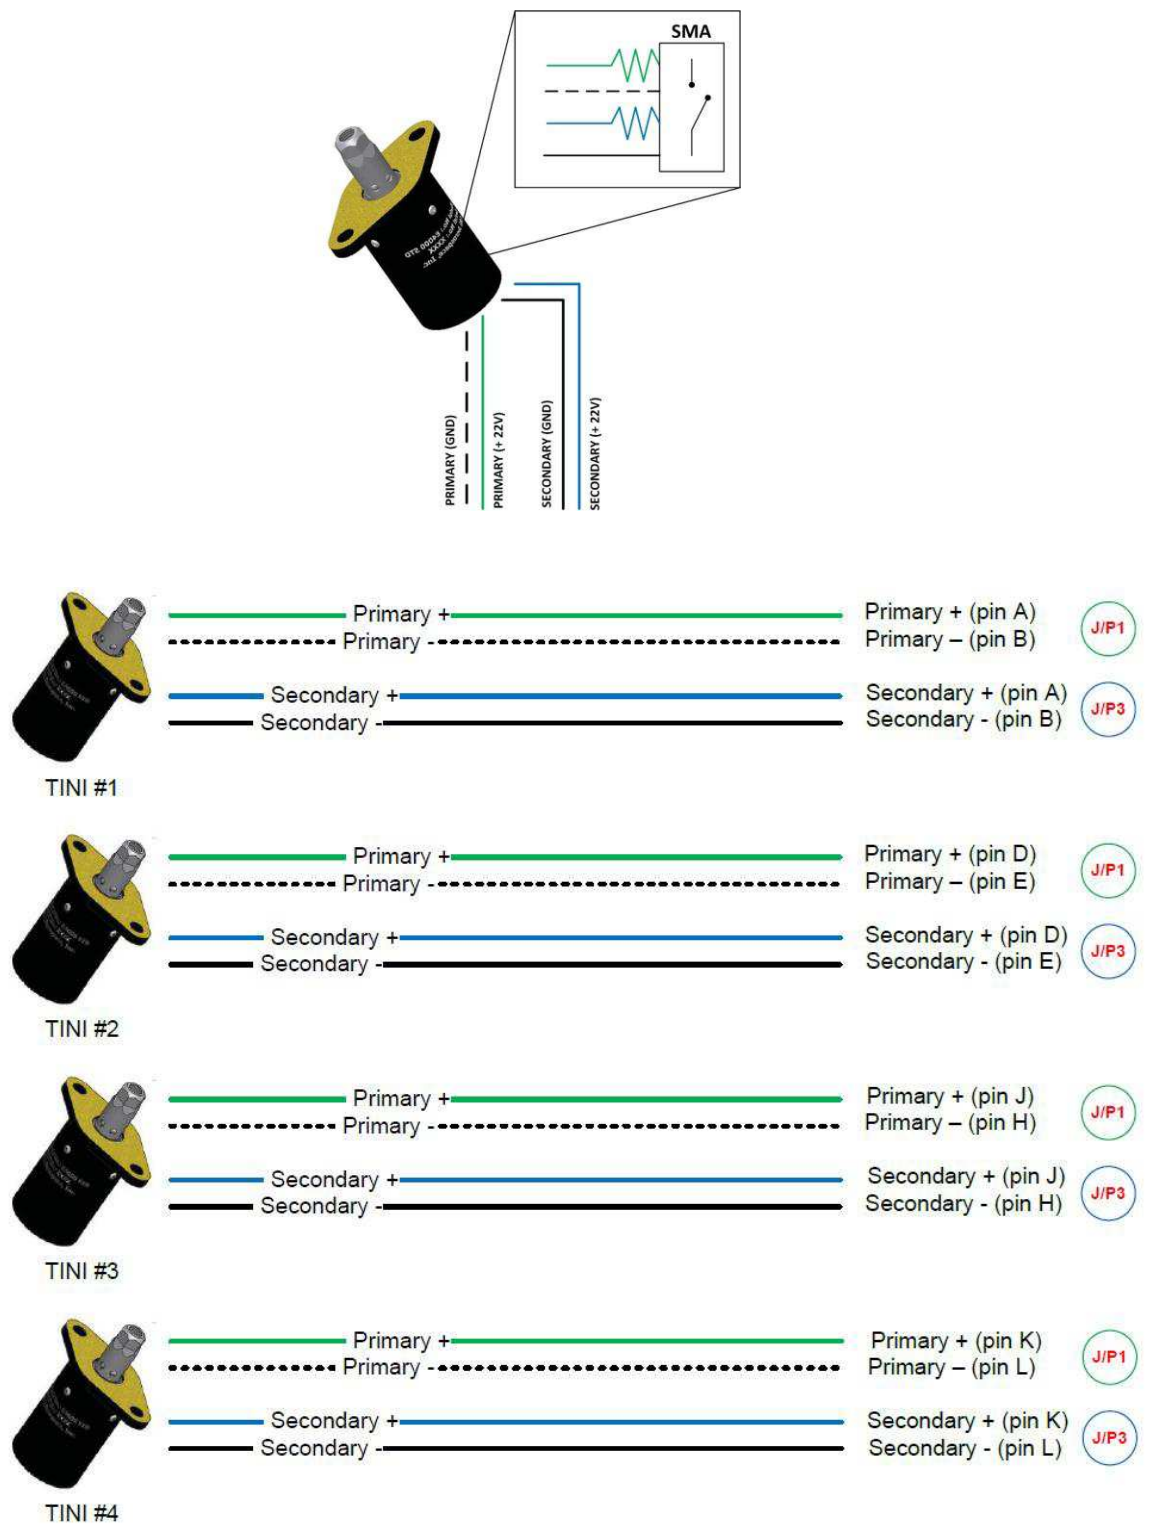 SMA
PRIMARY (GND)
PRIMARY (+ 22V)
SECONDARY (GND)
SECONDARY (+ 22V)
Primary +
Primary + (pin A)
J/P1
Primary -
Primary – (pin B)
Secondary +
Secondary + (pin A)
J/P3
Secondary -
Secondary - (pin B)
TINI #1
Primary +
Primary + (pin D)
J/P1
Primary -
Primary – (pin E)
Secondary +
Secondary + (pin D)
J/P3
Secondary -
Secondary - (pin E)
TINI #2
Primary +
Primary + (pin J)
J/P1
Primary -
Primary – (pin H)
Secondary +
Secondary + (pin J)
J/P3
Secondary -
Secondary - (pin H)
TINI #3
Primary +
Primary + (pin K)
J/P1
Primary -
Primary – (pin L)
Secondary +
Secondary + (pin K)
J/P3
Secondary -
Secondary - (pin L)
TINI #4